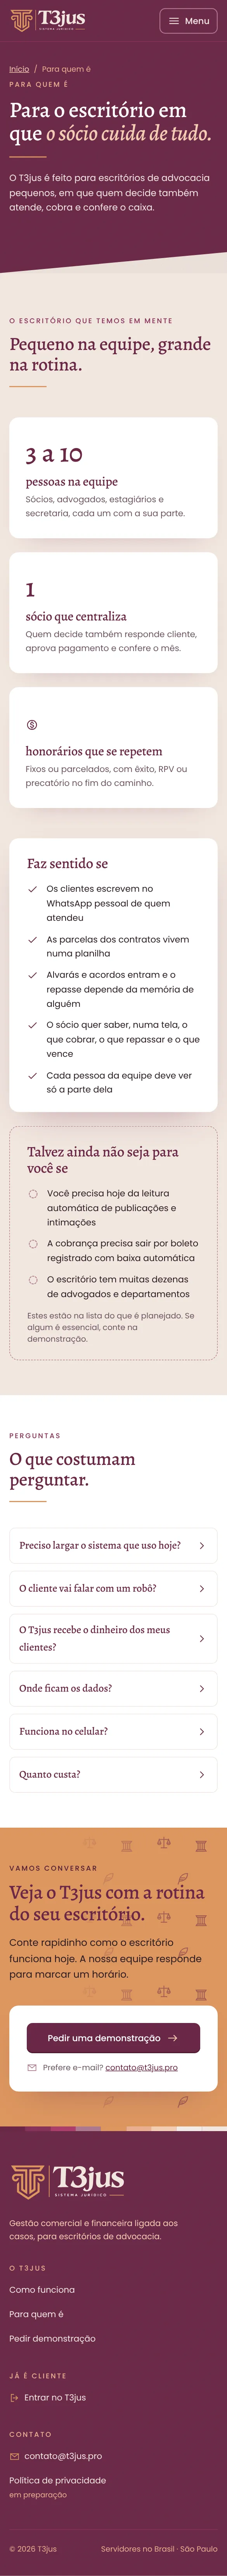 T3jus
SISTEMA JURÍDICO
Menu
Início / Para quem é
PARA QUEM É
Para o escritório em
que o sócio cuida de tudo.
O T3jus é feito para escritórios de advocacia
pequenos, em que quem decide também
atende, cobra e confere o caixa.
O ESCRITÓRIO QUE TEMOS EM MENTE
Pequeno na equipe, grande
na rotina.
3 a 10
pessoas na equipe
Sócios, advogados, estagiários e
secretaria, cada um com a sua parte.
1
sócio que centraliza
Quem decide também responde cliente,
aprova pagamento e confere o mês.
honorários que se repetem
Fixos ou parcelados, com êxito, RPV ou
precatório no fim do caminho.
Faz sentido se
Os clientes escrevem no
WhatsApp pessoal de quem
atendeu
As parcelas dos contratos vivem
numa planilha
Alvarás e acordos entram e o
repasse depende da memória de
alguém
O sócio quer saber, numa tela, o
que cobrar, o que repassar e o que
vence
Cada pessoa da equipe deve ver
só a parte dela
Talvez ainda não seja para
você se
Você precisa hoje da leitura
automática de publicações e
intimações
A cobrança precisa sair por boleto
registrado com baixa automática
O escritório tem muitas dezenas
de advogados e departamentos
Estes estão na lista do que é planejado. Se
algum é essencial, conte na
demonstração.
PERGUNTAS
O que costumam
perguntar.
Preciso largar o sistema que uso hoje?
O cliente vai falar com um robô?
O T3jus recebe o dinheiro dos meus
clientes?
Onde ficam os dados?
Funciona no celular?
Quanto custa?
VAMOS CONVERSAR
Veja o T3jus com a rotina
do seu escritório.
Conte rapidinho como o escritório
funciona hoje. A nossa equipe responde
para marcar um horário.
Pedir uma demonstração
Prefere e-mail? contato@t3jus.pro
T3jus
SISTEMA JURÍDICO
Gestão comercial e financeira ligada aos
casos, para escritórios de advocacia.
O T3JUS
Como funciona
Para quem é
Pedir demonstração
JÁ É CLIENTE
Entrar no T3jus
CONTATO
contato@t3jus.pro
Política de privacidade
em preparação
© 2026 T3jus
Servidores no Brasil · São Paulo